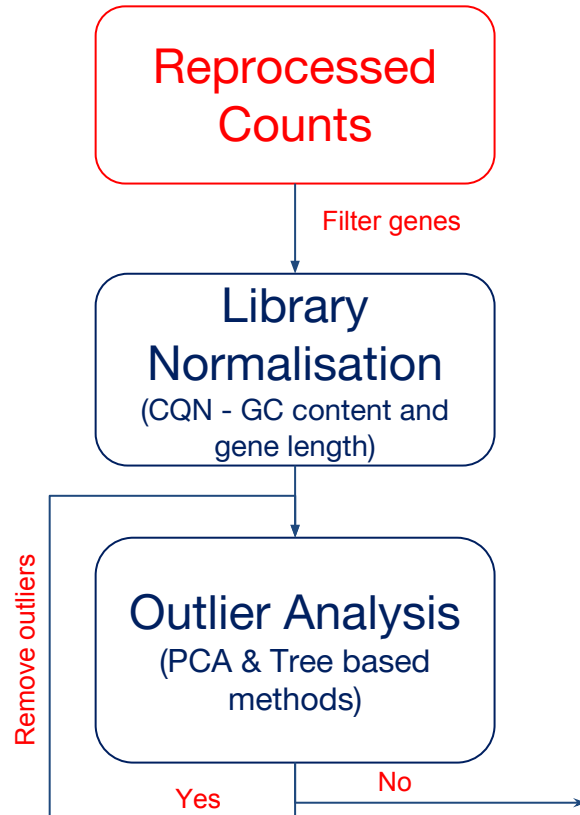 Reprocessed
Counts
Filter genes
Library
Normalisation
(CQN - GC content and
gene length)
Remove outliers
Outlier Analysis
(PCA & Tree based
methods)
Yes
No